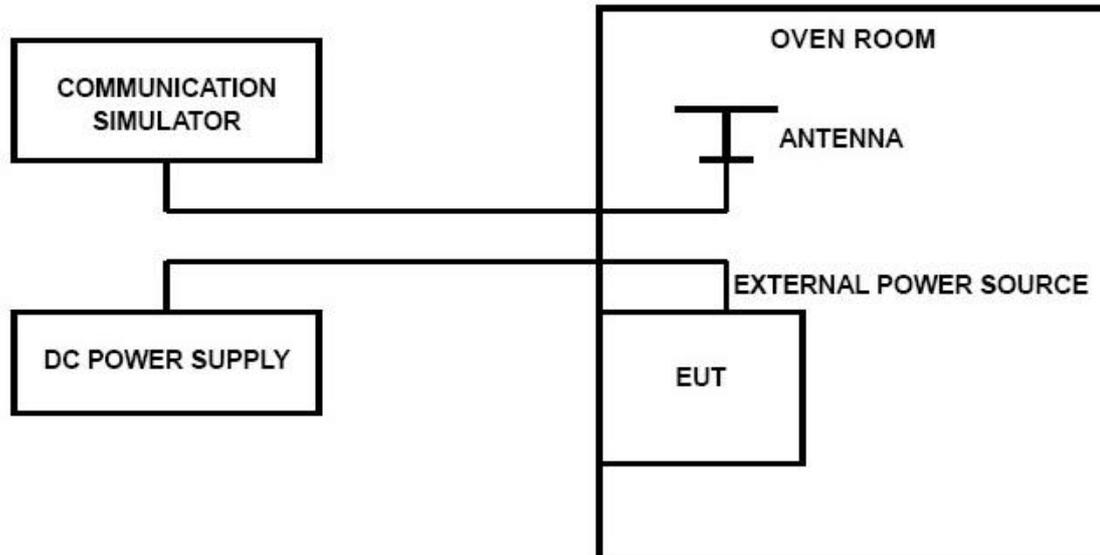 OVEN ROOM
COMMUNICATION
SIMULATOR
ANTENNA
EXTERNAL POWER SOURCE
DC POWER SUPPLY
EUT